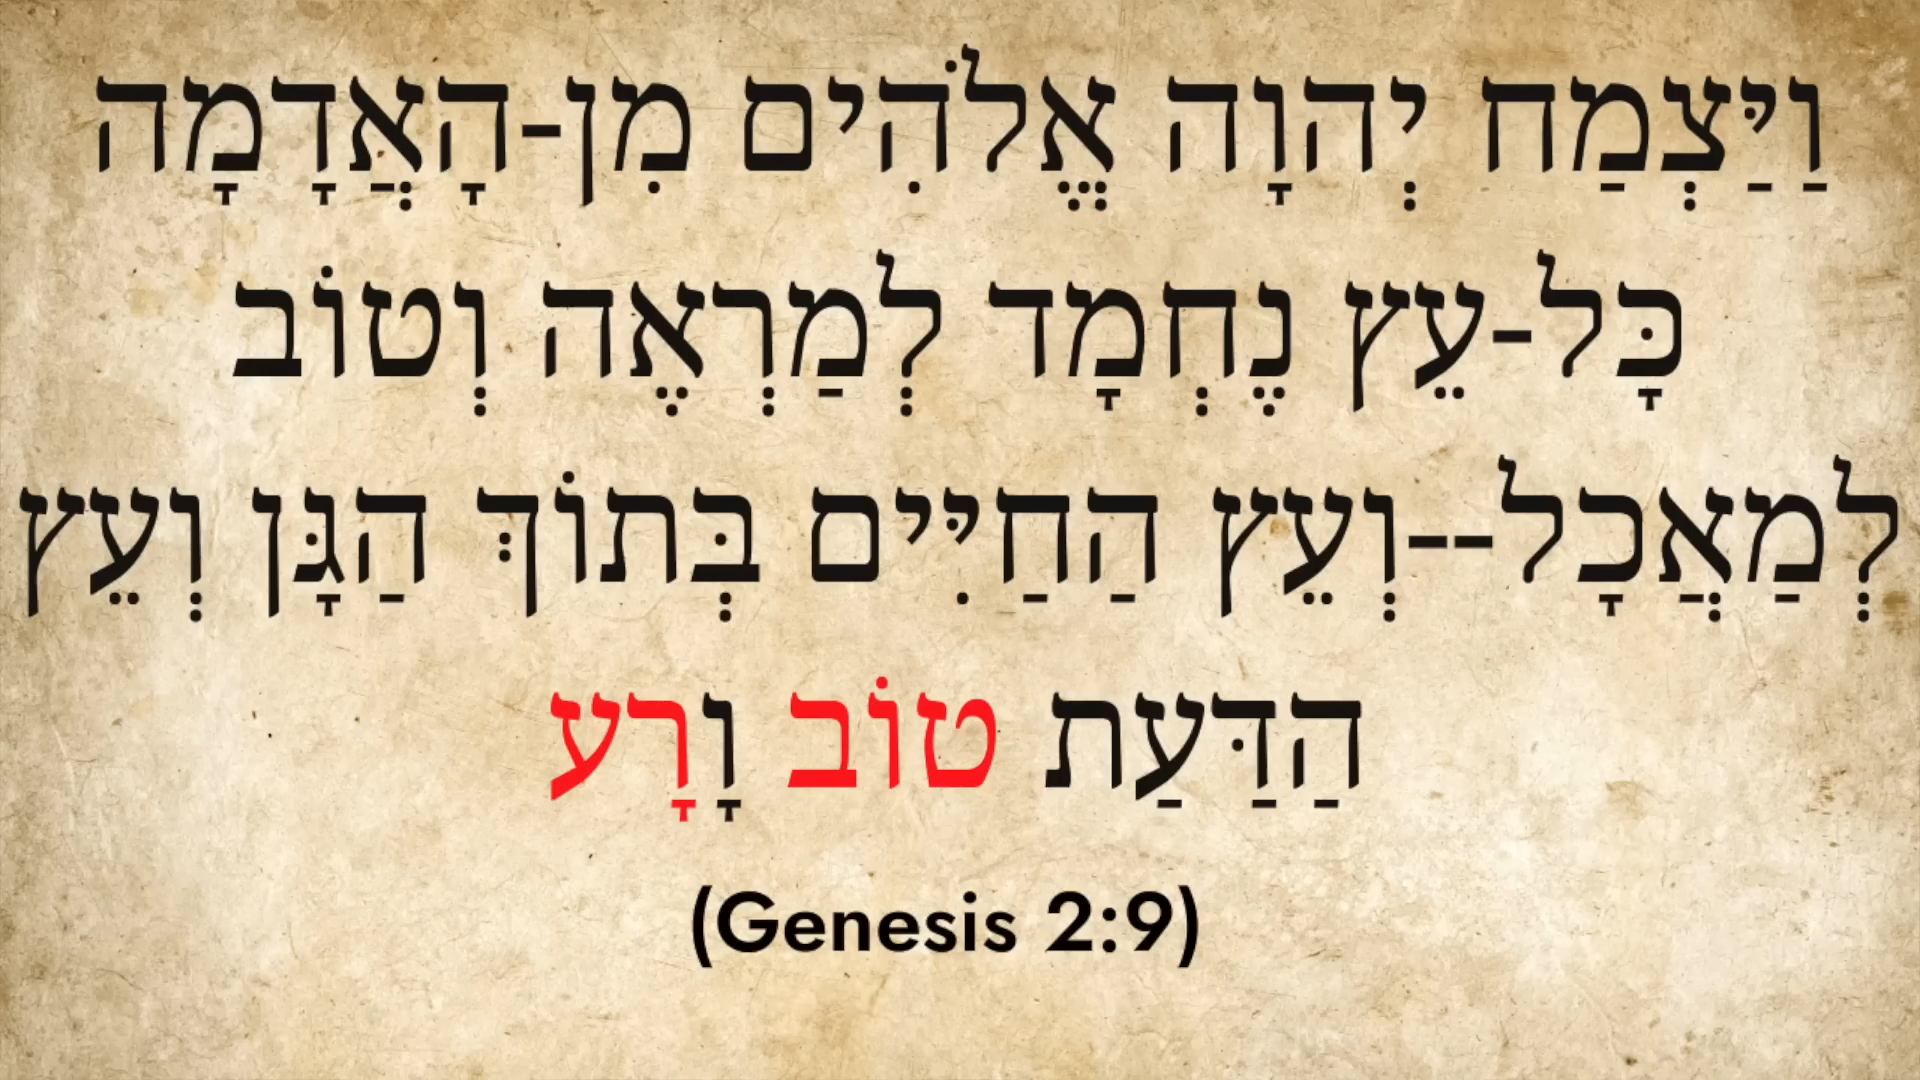 וַיַּצְמַח יְהוָה אֱלֹהִים מִן-הָאֲדָמָה
כָּל-עֵץ נֶחְמָד לְמַרְאֶה וְטוֹב
לְמַאֲכָל--וְעֵץ הַחַיִּים בְּתוֹךְ הַגָּן וְעֵץ
הַדַּעַת טוֹב וָרָע
(Genesis 2:9)